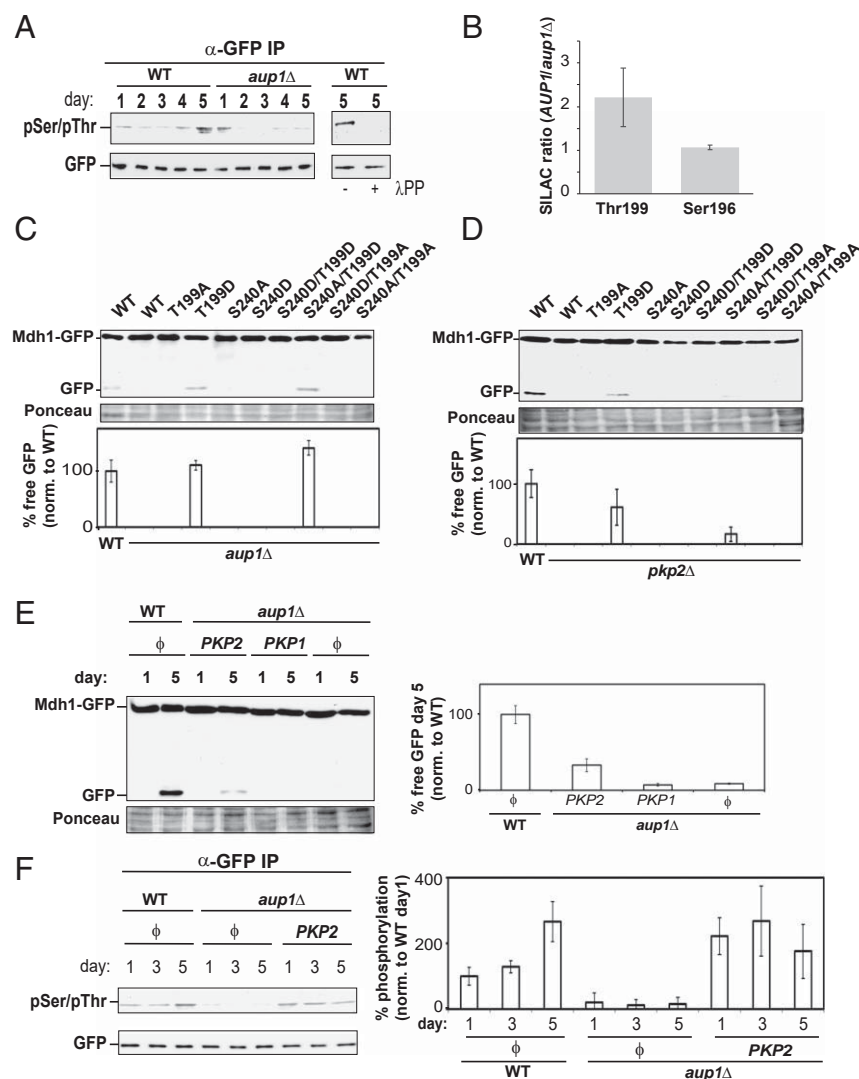 A
α-GFP IP
WT
aup1Δ
WT
day: 1 2 3 4 5 1 2 3 4 5 5 5
pSer/pThr
GFP
- + λPP
B
SILAC ratio (AUP1/aup1Δ)
3
2
1
0
Thr199 Ser196
C
WT WT T199A T199D S240A S240D S240D/T199D S240A/T199D S240D/T199A S240A/T199A
Mdh1-GFP
GFP
Ponceau
% free GFP
(norm. to WT)
100
0
WT
aup1Δ
D
WT WT T199A T199D S240A S240D S240D/T199D S240A/T199D S240D/T199A S240A/T199A
Mdh1-GFP
GFP
Ponceau
% free GFP
(norm. to WT)
100
0
WT
pkp2Δ
E
WT aup1Δ
ϕ PKP2 PKP1 ϕ
day: 1 5 1 5 1 5 1 5
Mdh1-GFP
GFP
Ponceau
% free GFP day 5
(norm. to WT)
100
0
ϕ PKP2 PKP1 ϕ
WT aup1Δ
F
α-GFP IP
WT aup1Δ
ϕ ϕ PKP2
day: 1 3 5 1 3 5 1 3 5
pSer/pThr
GFP
% phosphorylation
(norm. to WT day1)
400
200
0
day: 1 3 5 1 3 5 1 3 5
ϕ ϕ PKP2
WT aup1Δ